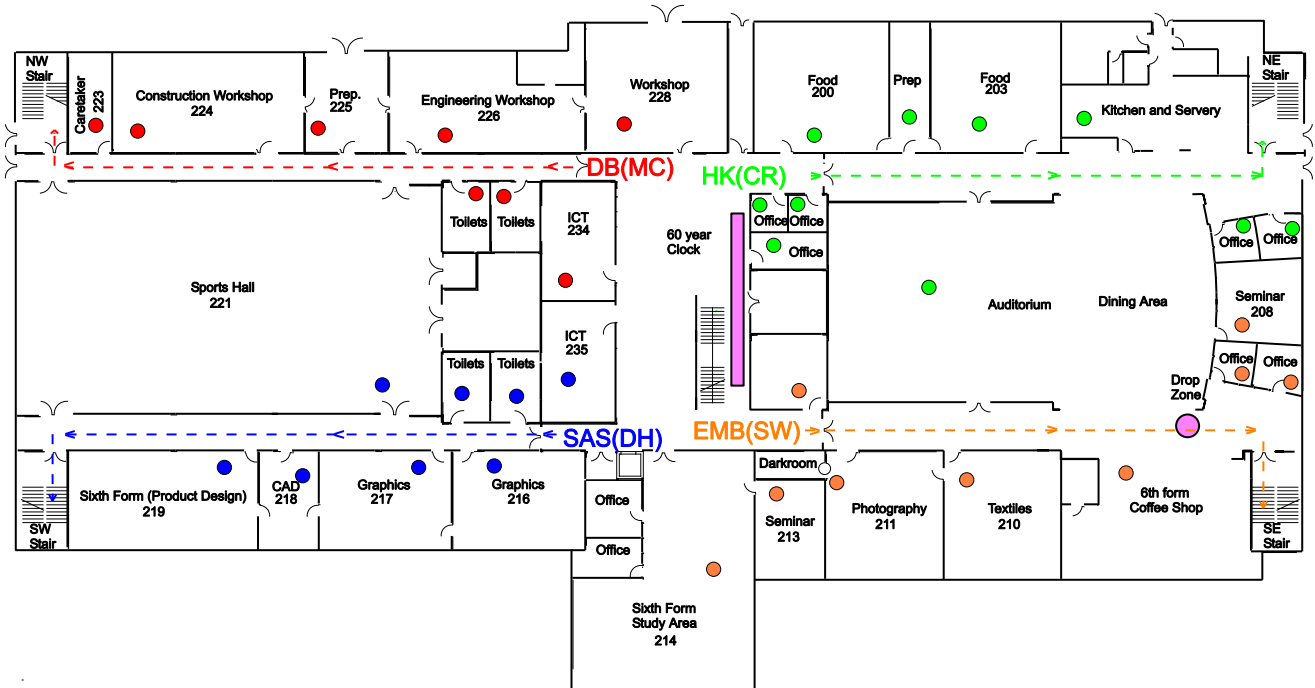 NW
Stair
Caretaker
223
Construction Workshop
224
Prep.
225
Engineering Workshop
226
Workshop
228
Food
200
Prep
Food
203
Kitchen and Servery
NE
Stair
DB(MC)
HK(CR)
Toilets
Toilets
ICT
234
60 year
Clock
Office
Office
Office
Office
Office
Sports Hall
221
Auditorium
Dining Area
Seminar
208
ICT
235
Toilets
Toilets
Office
Office
Drop
Zone
SAS(DH)
EMB(SW)
Sixth Form (Product Design)
219
CAD
218
Graphics
217
Graphics
216
Office
Office
Darkroom
Seminar
213
Photography
211
Textiles
210
6th form
Coffee Shop
SW
Stair
SE
Stair
Sixth Form
Study Area
214